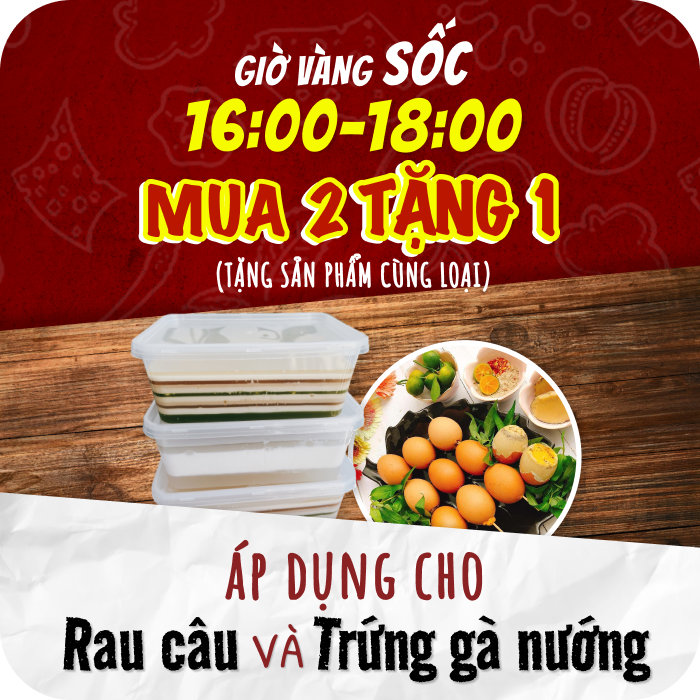 GIỜ VÀNG SỐC
16:00-18:00
MUA 2 TẶNG 1
(TẶNG SẢN PHẨM CÙNG LOẠI)
ÁP DỤNG CHO
Rau câu VÀ Trứng gà nướng